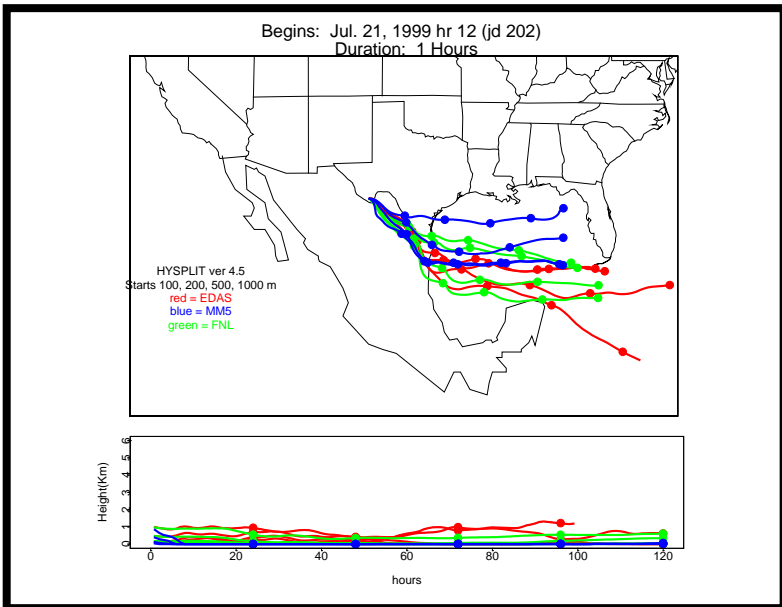 Begins: Jul. 21, 1999 hr 12 (jd 202)
Duration: 1 Hours
HYSPLIT ver 4.5
Starts 100, 200, 500, 1000 m
red = EDAS
blue = MM5
green = FNL
Height(Km)
6
5
4
3
2
1
0
0 20 40 60 80 100 120
hours